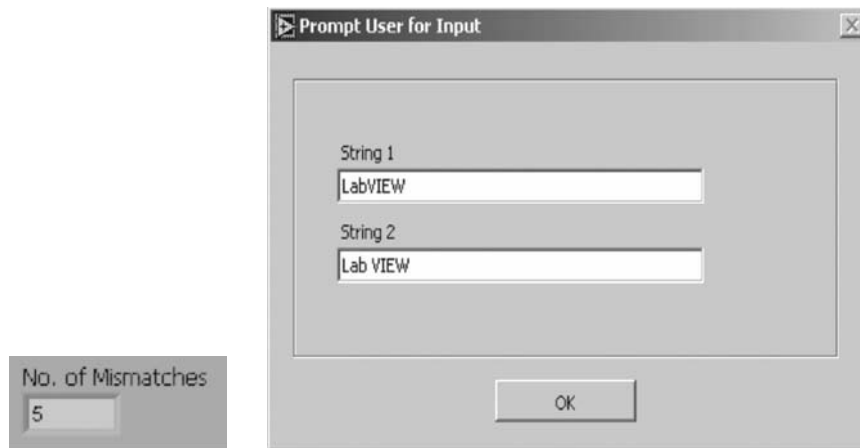 Prompt User for Input
String 1
LabVIEW
String 2
Lab VIEW
OK
No. of Mismatches
5